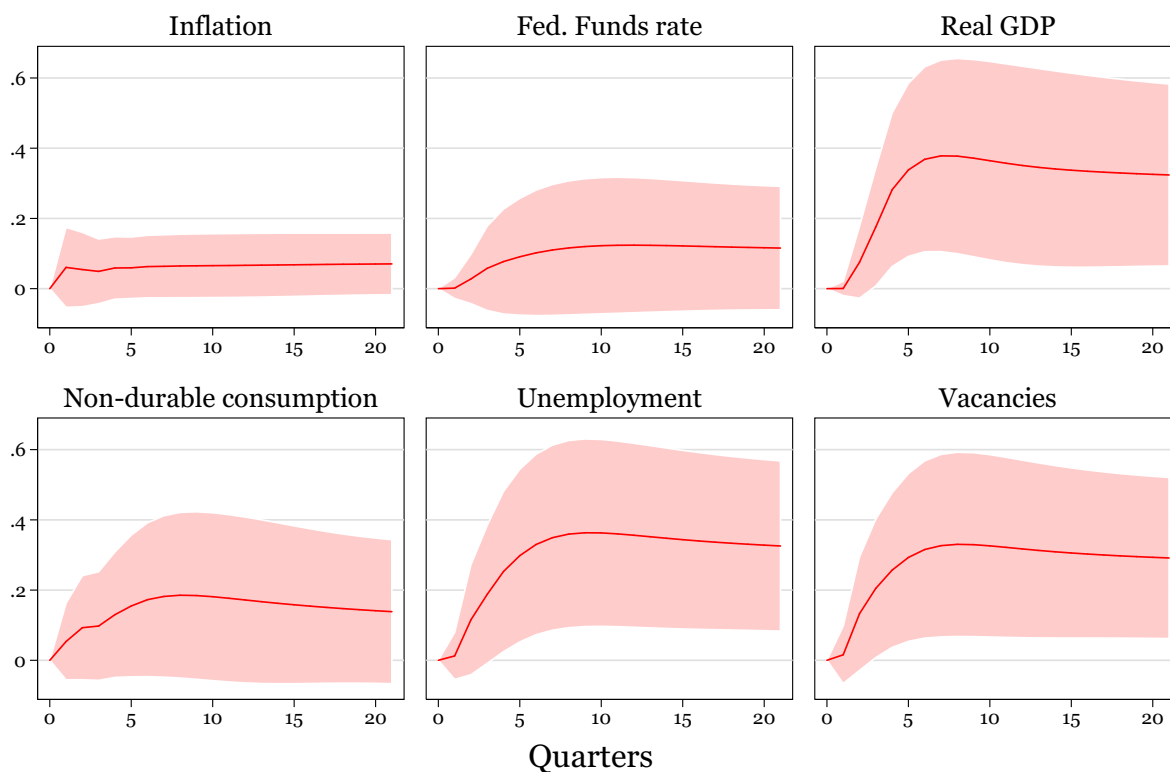 Inflation
Fed. Funds rate
Real GDP
.6
.4
.2
0
0 5 10 15 20
0 5 10 15 20
0 5 10 15 20
Non-durable consumption
Unemployment
Vacancies
.6
.4
.2
0
0 5 10 15 20
0 5 10 15 20
0 5 10 15 20
Quarters